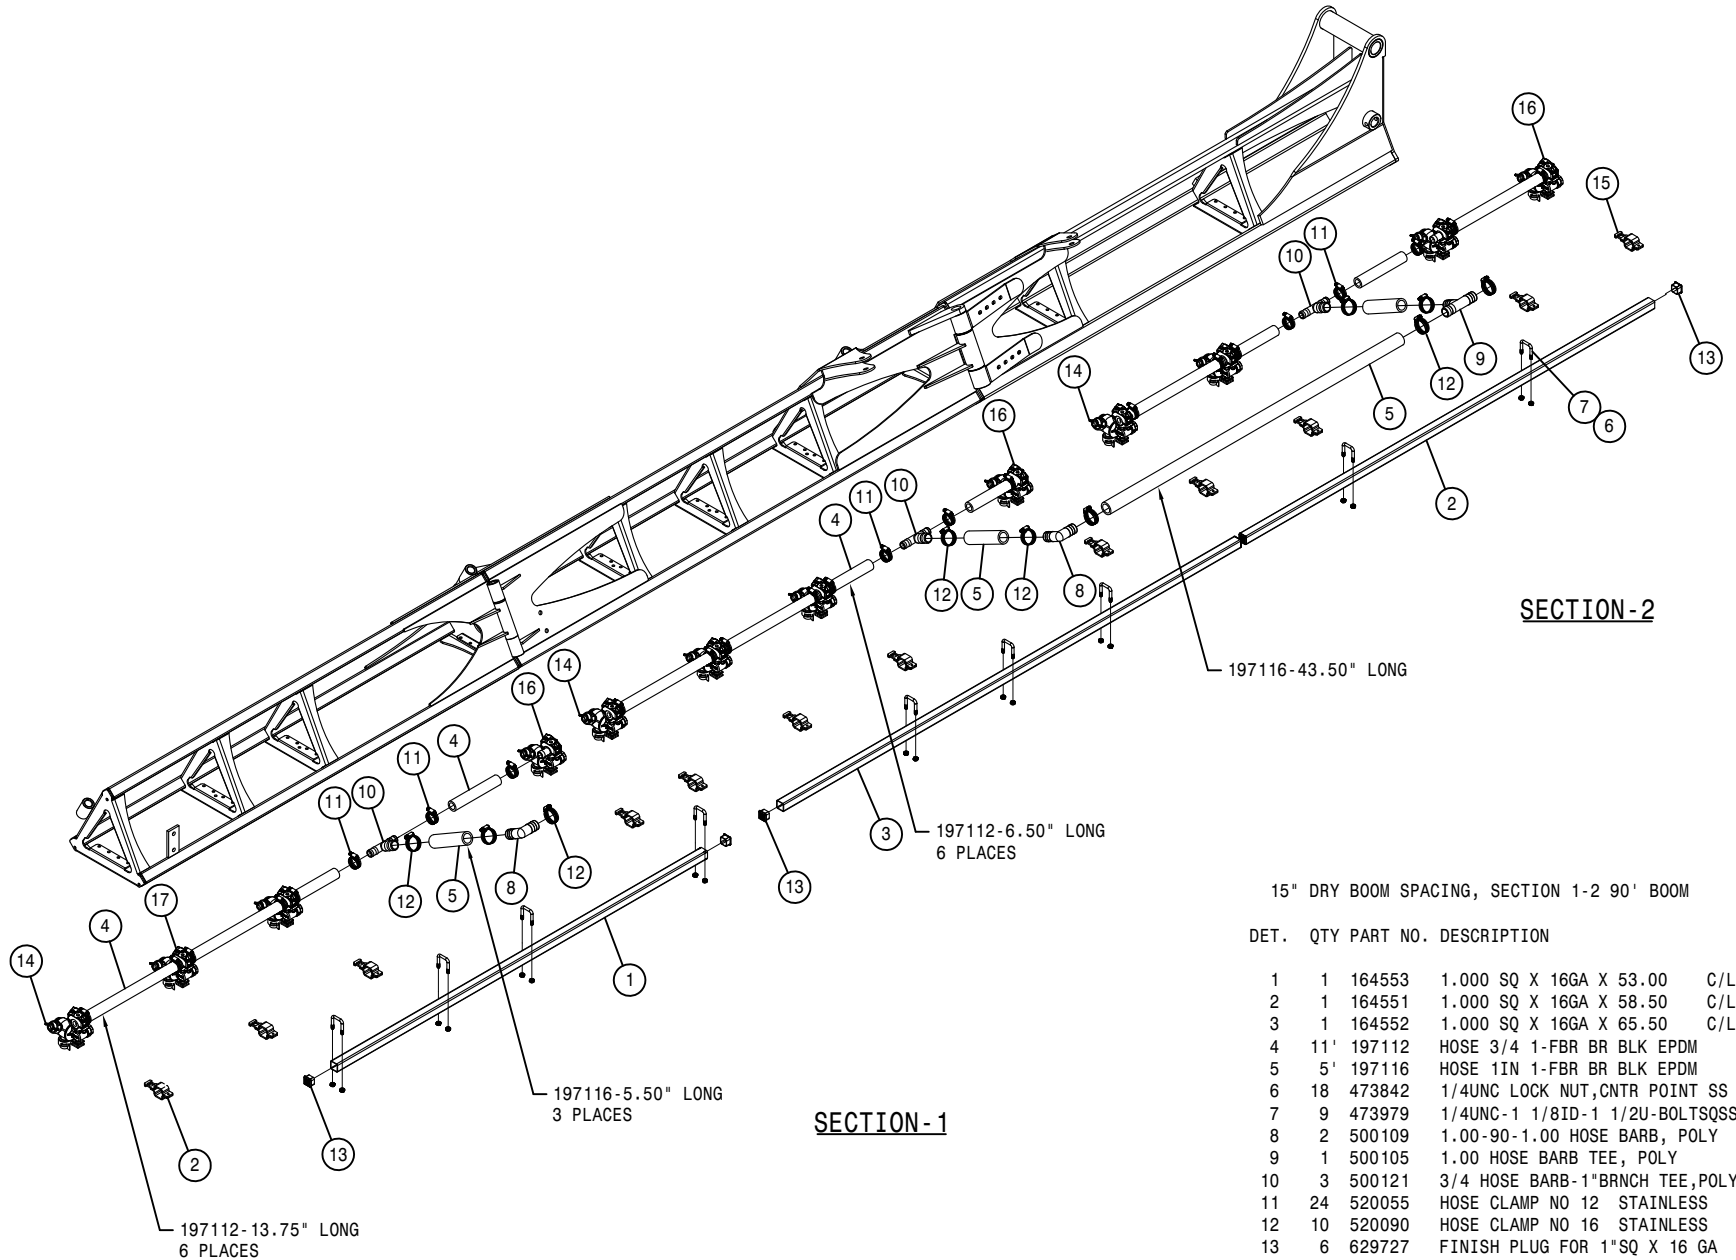 16
15
11
10
13
9
12
14
5
7
6
16
2
10
11
4
12
5
12
8
SECTION-2
14
197116-43.50" LONG
16
4
11
10
11
3
197112-6.50" LONG
6 PLACES
12
5
8
12
13
17
4
14
1
15" DRY BOOM SPACING, SECTION 1-2 90' BOOM
DET. QTY PART NO. DESCRIPTION
1 1 164553 1.000 SQ X 16GA X 53.00 C/L
2 1 164551 1.000 SQ X 16GA X 58.50 C/L
3 1 164552 1.000 SQ X 16GA X 65.50 C/L
4 11' 197112 HOSE 3/4 1-FBR BR BLK EPDM
5 5' 197116 HOSE 1IN 1-FBR BR BLK EPDM
6 18 473842 1/4UNC LOCK NUT,CNTR POINT SS
7 9 473979 1/4UNC-1 1/8ID-1 1/2U-BOLTSQSS
8 2 500109 1.00-90-1.00 HOSE BARB, POLY
9 1 500105 1.00 HOSE BARB TEE, POLY
10 3 500121 3/4 HOSE BARB-1"BRNCH TEE,POLY
11 24 520055 HOSE CLAMP NO 12 STAINLESS
12 10 520090 HOSE CLAMP NO 16 STAINLESS
13 6 629727 FINISH PLUG FOR 1"SQ X 16 GA
197116-5.50" LONG
3 PLACES
SECTION-1
13
2
197112-13.75" LONG
6 PLACES